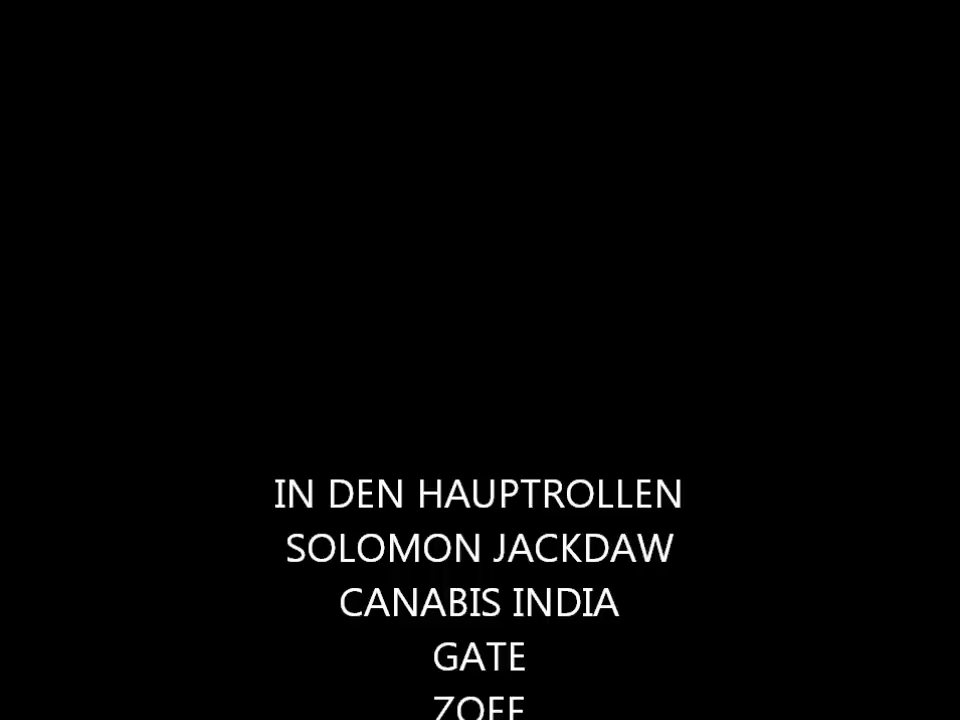 IN DEN HAUPTROLLEN
SOLOMON JACKDAW
CANABIS INDIA
GATE